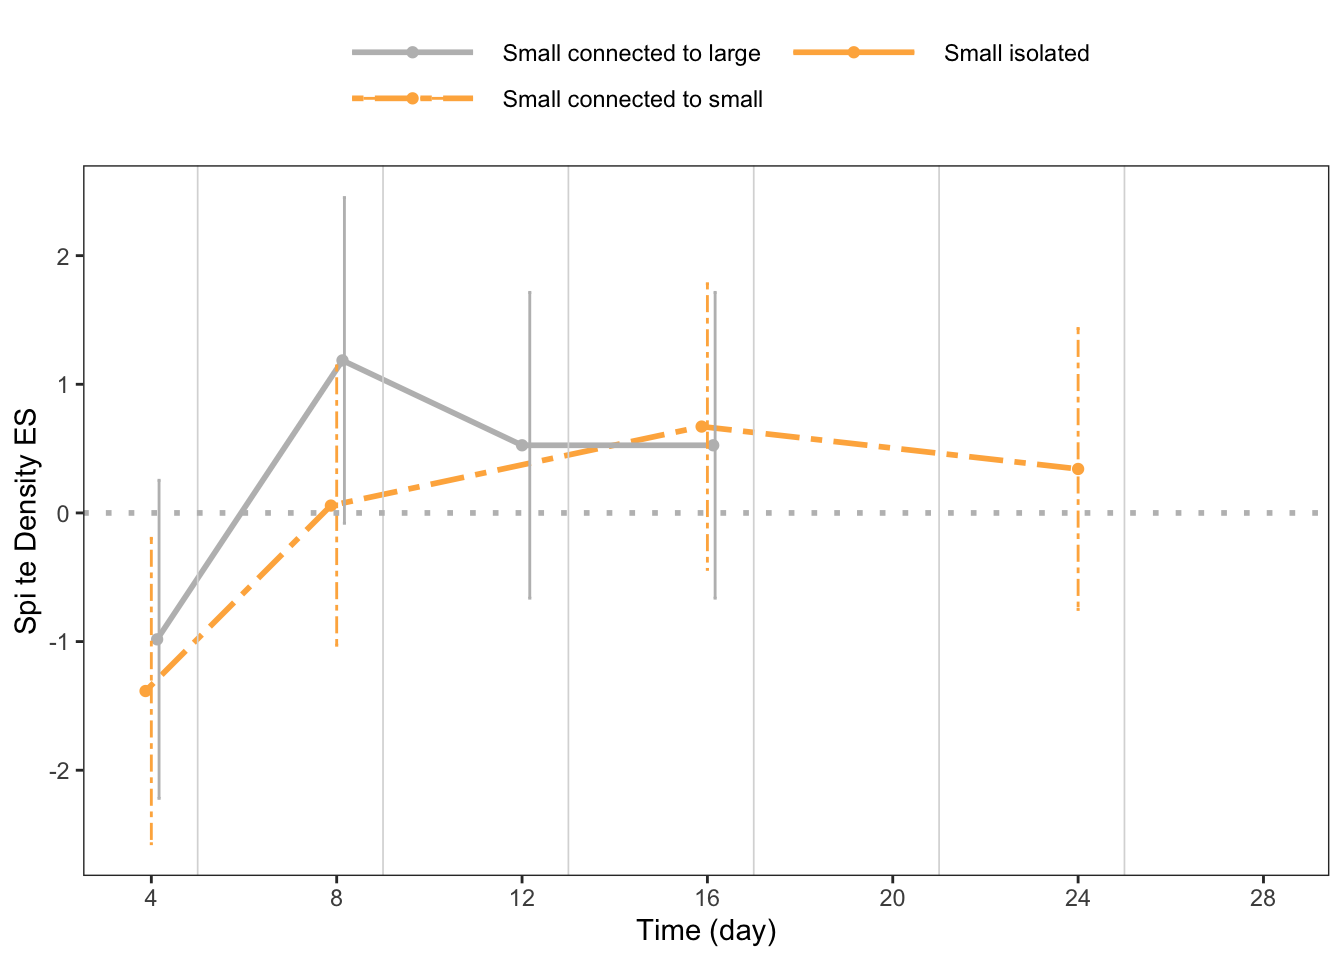 Small connected to large
Small isolated
Small connected to small
Spi te Density ES
2
1
0
-1
-2
4
8
12
16
20
24
28
Time (day)